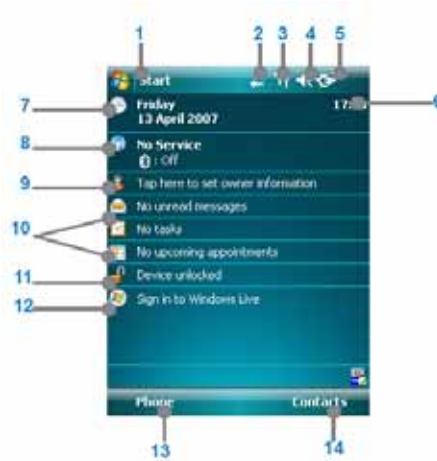 1 2 3 4 5
Start
7
Friday
13 April 2007
8
No Service
: Off
9
Tap here to set owner information
No unread messages
10
No tasks
No upcoming appointments
11
Device unlocked
12
Sign in to Windows Live
Phone Contacts
13 14